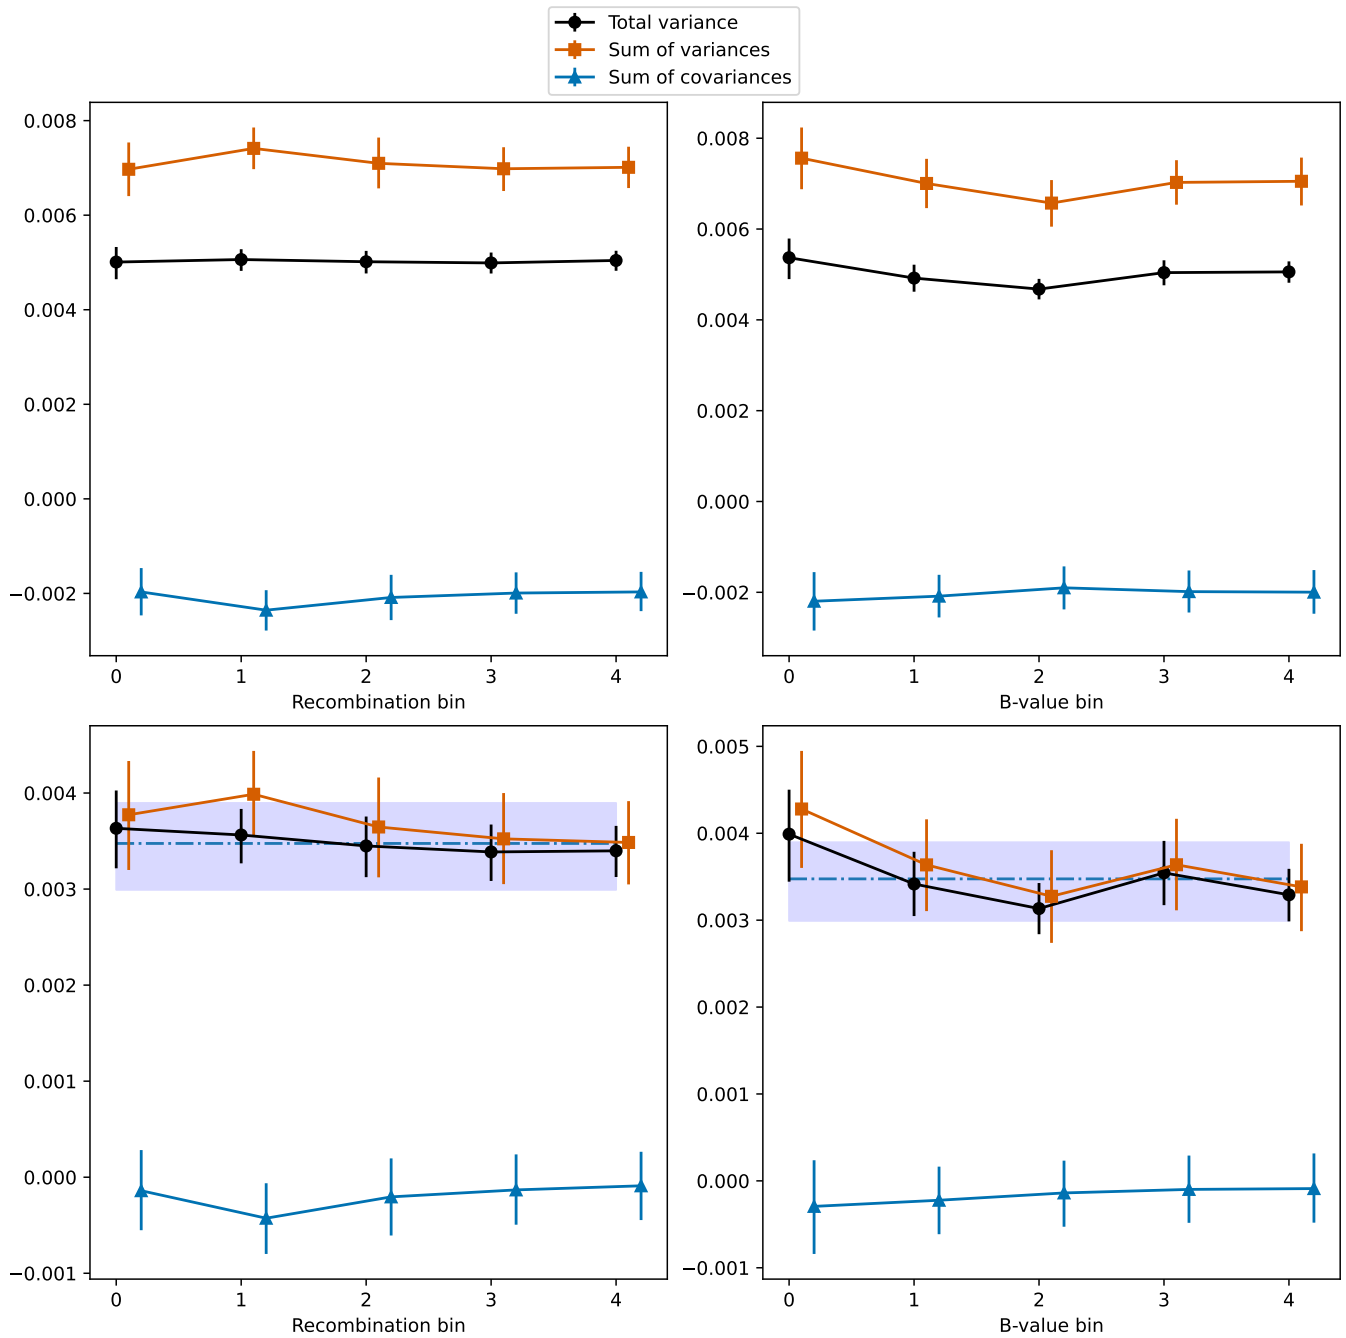 Total variance
Sum of variances
Sum of covariances
0.008
0.006
0.004
0.002
0.000
−0.002
0 1 2 3 4
Recombination bin
0.008
0.006
0.004
0.002
0.000
−0.002
0 1 2 3 4
B-value bin
0.004
0.003
0.002
0.001
0.000
−0.001
0 1 2 3 4
Recombination bin
0.005
0.004
0.003
0.002
0.001
0.000
−0.001
0 1 2 3 4
B-value bin